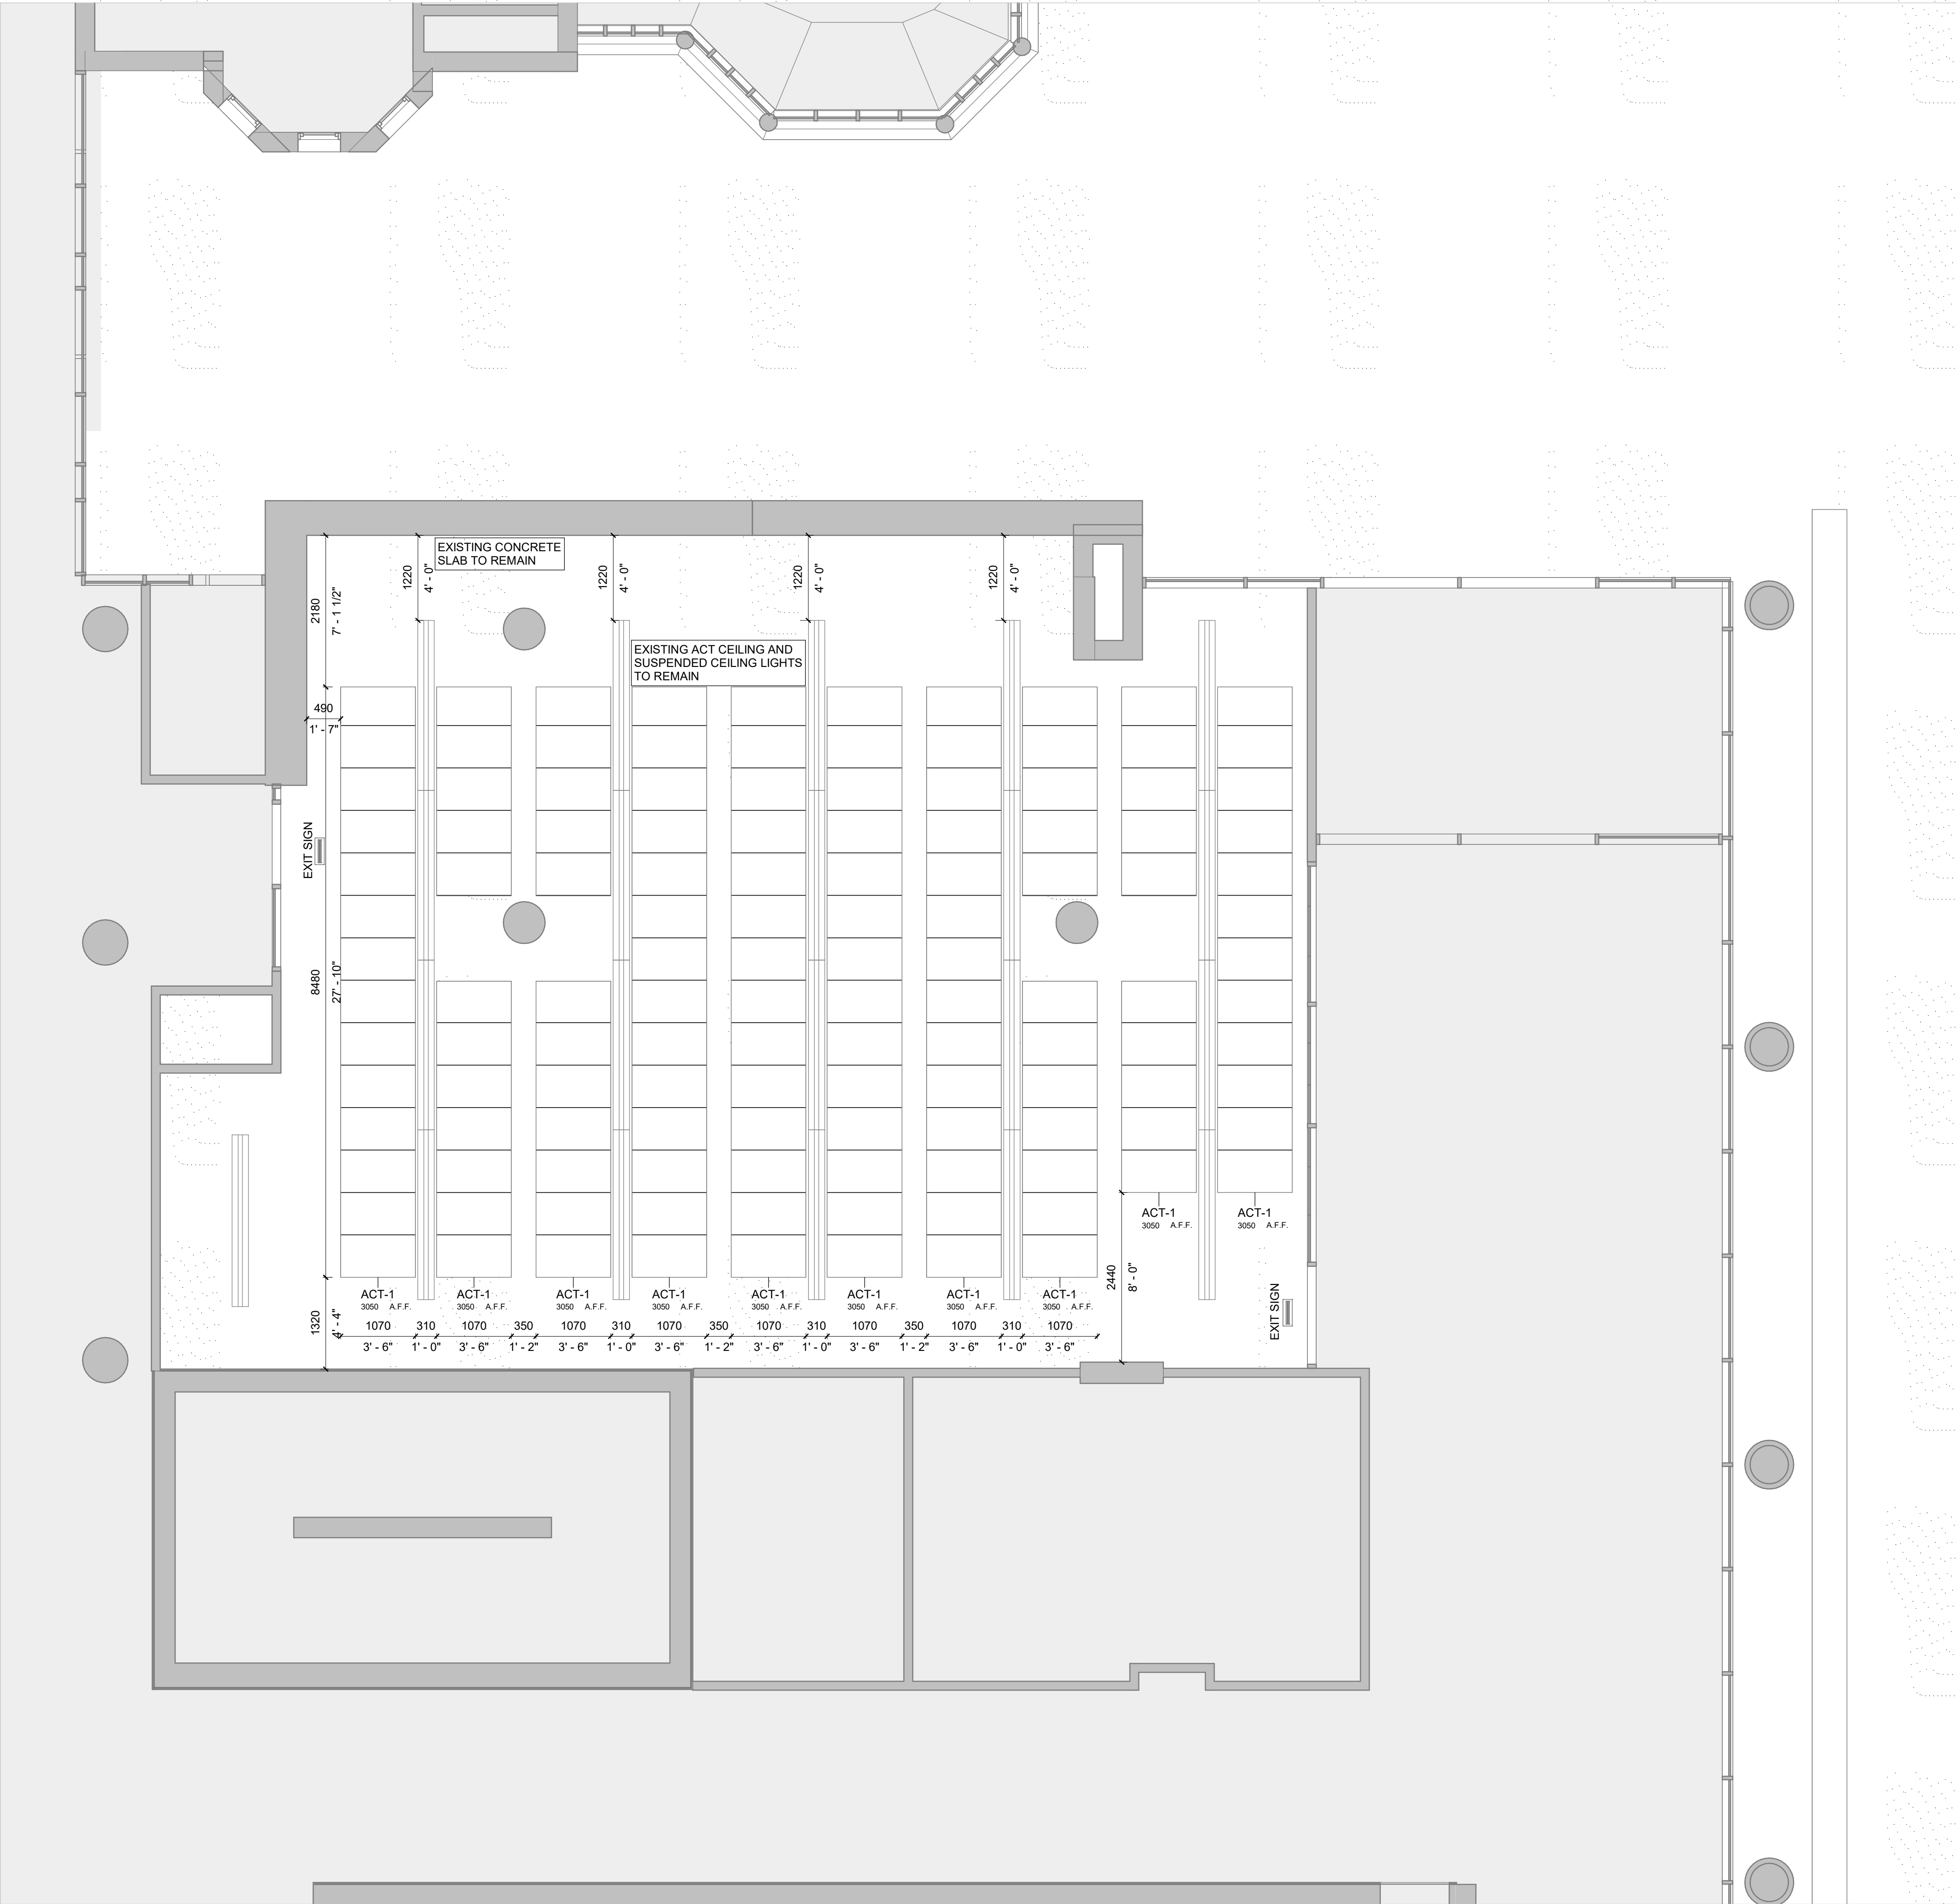 EXISTING CONCRETE
SLAB TO REMAIN
1220
4' - 0"
1220
4' - 0"
1220
4' - 0"
1220
4' - 0"
2180
7' - 1 1/2"
EXISTING ACT CEILING AND
SUSPENDED CEILING LIGHTS
TO REMAIN
490
1' - 7"
EXIT SIGN
8480
27' - 10"
ACT-1
3050 A.F.F.
ACT-1
3050 A.F.F.
2440
8' - 0"
EXIT SIGN
ACT-1
3050 A.F.F.
ACT-1
3050 A.F.F.
ACT-1
3050 A.F.F.
ACT-1
3050 A.F.F.
ACT-1
3050 A.F.F.
ACT-1
3050 A.F.F.
ACT-1
3050 A.F.F.
ACT-1
3050 A.F.F.
1320
4' - 4"
1070 310 1070 350 1070 310 1070 350 1070 310 1070 350 1070 310 1070
3' - 6" 1' - 0" 3' - 6" 1' - 2" 3' - 6" 1' - 0" 3' - 6" 1' - 2" 3' - 6" 1' - 0" 3' - 6" 1' - 2" 3' - 6" 1' - 0" 3' - 6"